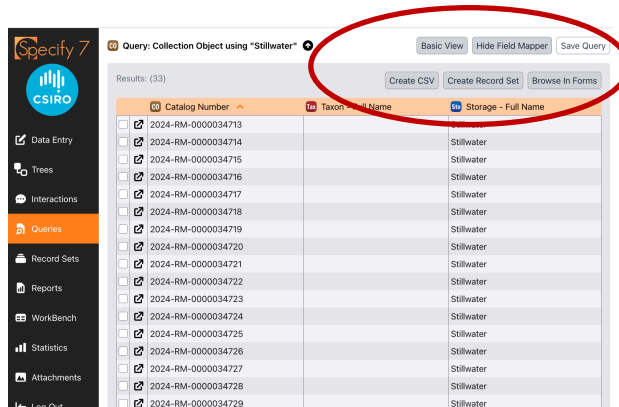 Specify 7
CSIRO
Data Entry
Trees
Interactions
Queries
Record Sets
Reports
WorkBench
Statistics
Attachments
Log Out
CO Query: Collection Object using "Stillwater"
Basic View Hide Field Mapper Save Query
Results: (33)
Create CSV Create Record Set Browse In Forms
CO Catalog Number Tax Taxon - Full Name Sto Storage - Full Name
2024-RM-0000034713 Stillwater
2024-RM-0000034714 Stillwater
2024-RM-0000034715 Stillwater
2024-RM-0000034716 Stillwater
2024-RM-0000034717 Stillwater
2024-RM-0000034718 Stillwater
2024-RM-0000034719 Stillwater
2024-RM-0000034720 Stillwater
2024-RM-0000034721 Stillwater
2024-RM-0000034722 Stillwater
2024-RM-0000034723 Stillwater
2024-RM-0000034724 Stillwater
2024-RM-0000034725 Stillwater
2024-RM-0000034726 Stillwater
2024-RM-0000034727 Stillwater
2024-RM-0000034728 Stillwater
2024-RM-0000034729 Stillwater